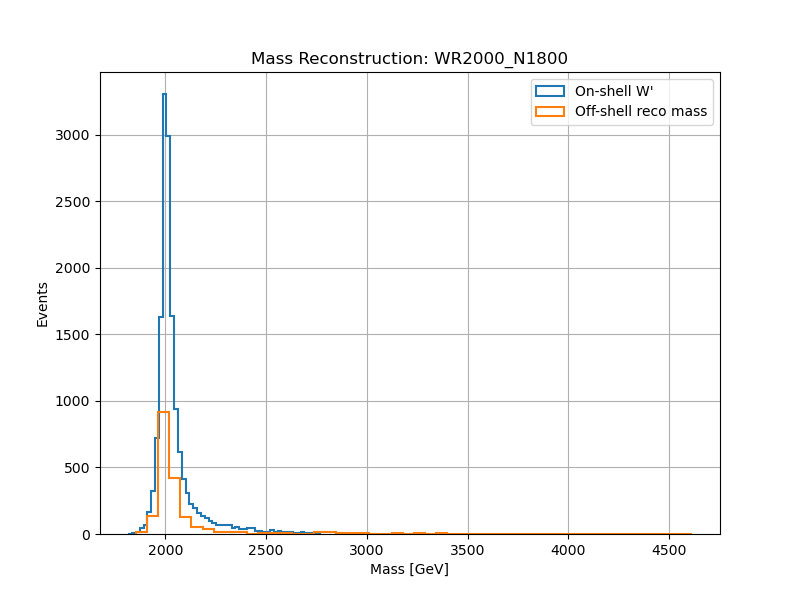 Mass Reconstruction: WR2000_N1800
On-shell W'
Off-shell reco mass
3000
2500
2000
1500
1000
500
0
Events
2000 2500 3000 3500 4000 4500
Mass [GeV]